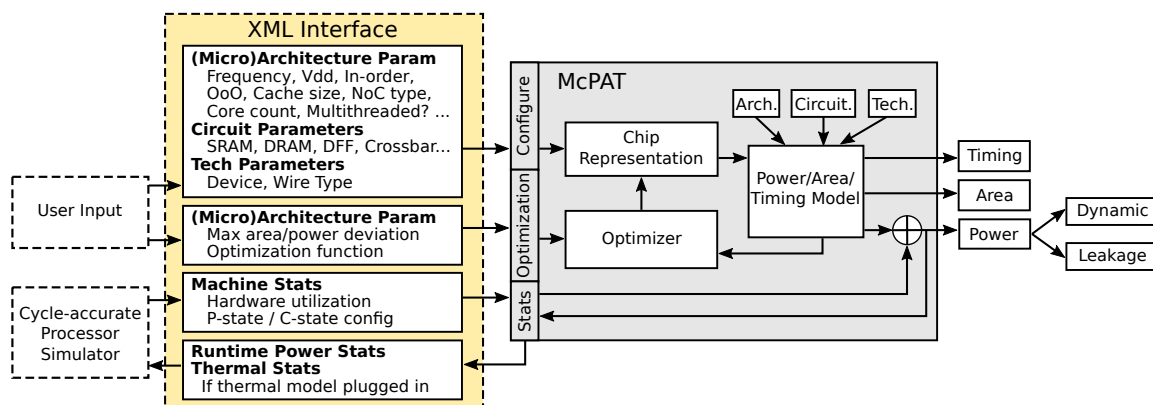 XML Interface
(Micro)Architecture Param
Frequency, Vdd, In-order,
OoO, Cache size, NoC type,
Core count, Multithreaded? ...
Circuit Parameters
SRAM, DRAM, DFF, Crossbar...
Tech Parameters
Device, Wire Type
(Micro)Architecture Param
Max area/power deviation
Optimization function
Machine Stats
Hardware utilization
P-state / C-state config
Runtime Power Stats
Thermal Stats
If thermal model plugged in
User Input
Cycle-accurate
Processor
Simulator
Configure
Optimization
Stats
McPAT
Chip
Representation
Optimizer
Arch.
Circuit.
Tech.
Power/Area/
Timing Model
Timing
Area
Power
Dynamic
Leakage